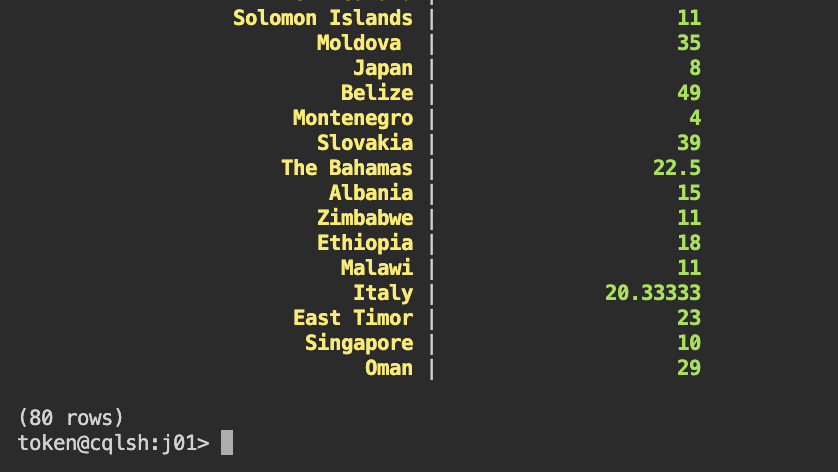 Solomon Islands | 11
Moldova | 35
Japan | 8
Belize | 49
Montenegro | 4
Slovakia | 39
The Bahamas | 22.5
Albania | 15
Zimbabwe | 11
Ethiopia | 18
Malawi | 11
Italy | 20.33333
East Timor | 23
Singapore | 10
Oman | 29
(80 rows)
token@cqlsh:j01>